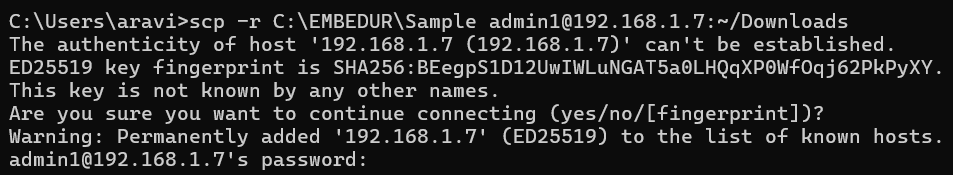 C:\Users\aravi>scp -r C:\EMBEDUR\Sample admin1@192.168.1.7:~/Downloads
The authenticity of host '192.168.1.7 (192.168.1.7)' can't be established.
ED25519 key fingerprint is SHA256:BEegpS1D12UwIWLuNGAT5a0LHQqXP0WfOqj62PkPyXY.
This key is not known by any other names.
Are you sure you want to continue connecting (yes/no/[fingerprint])?
Warning: Permanently added '192.168.1.7' (ED25519) to the list of known hosts.
admin1@192.168.1.7's password: